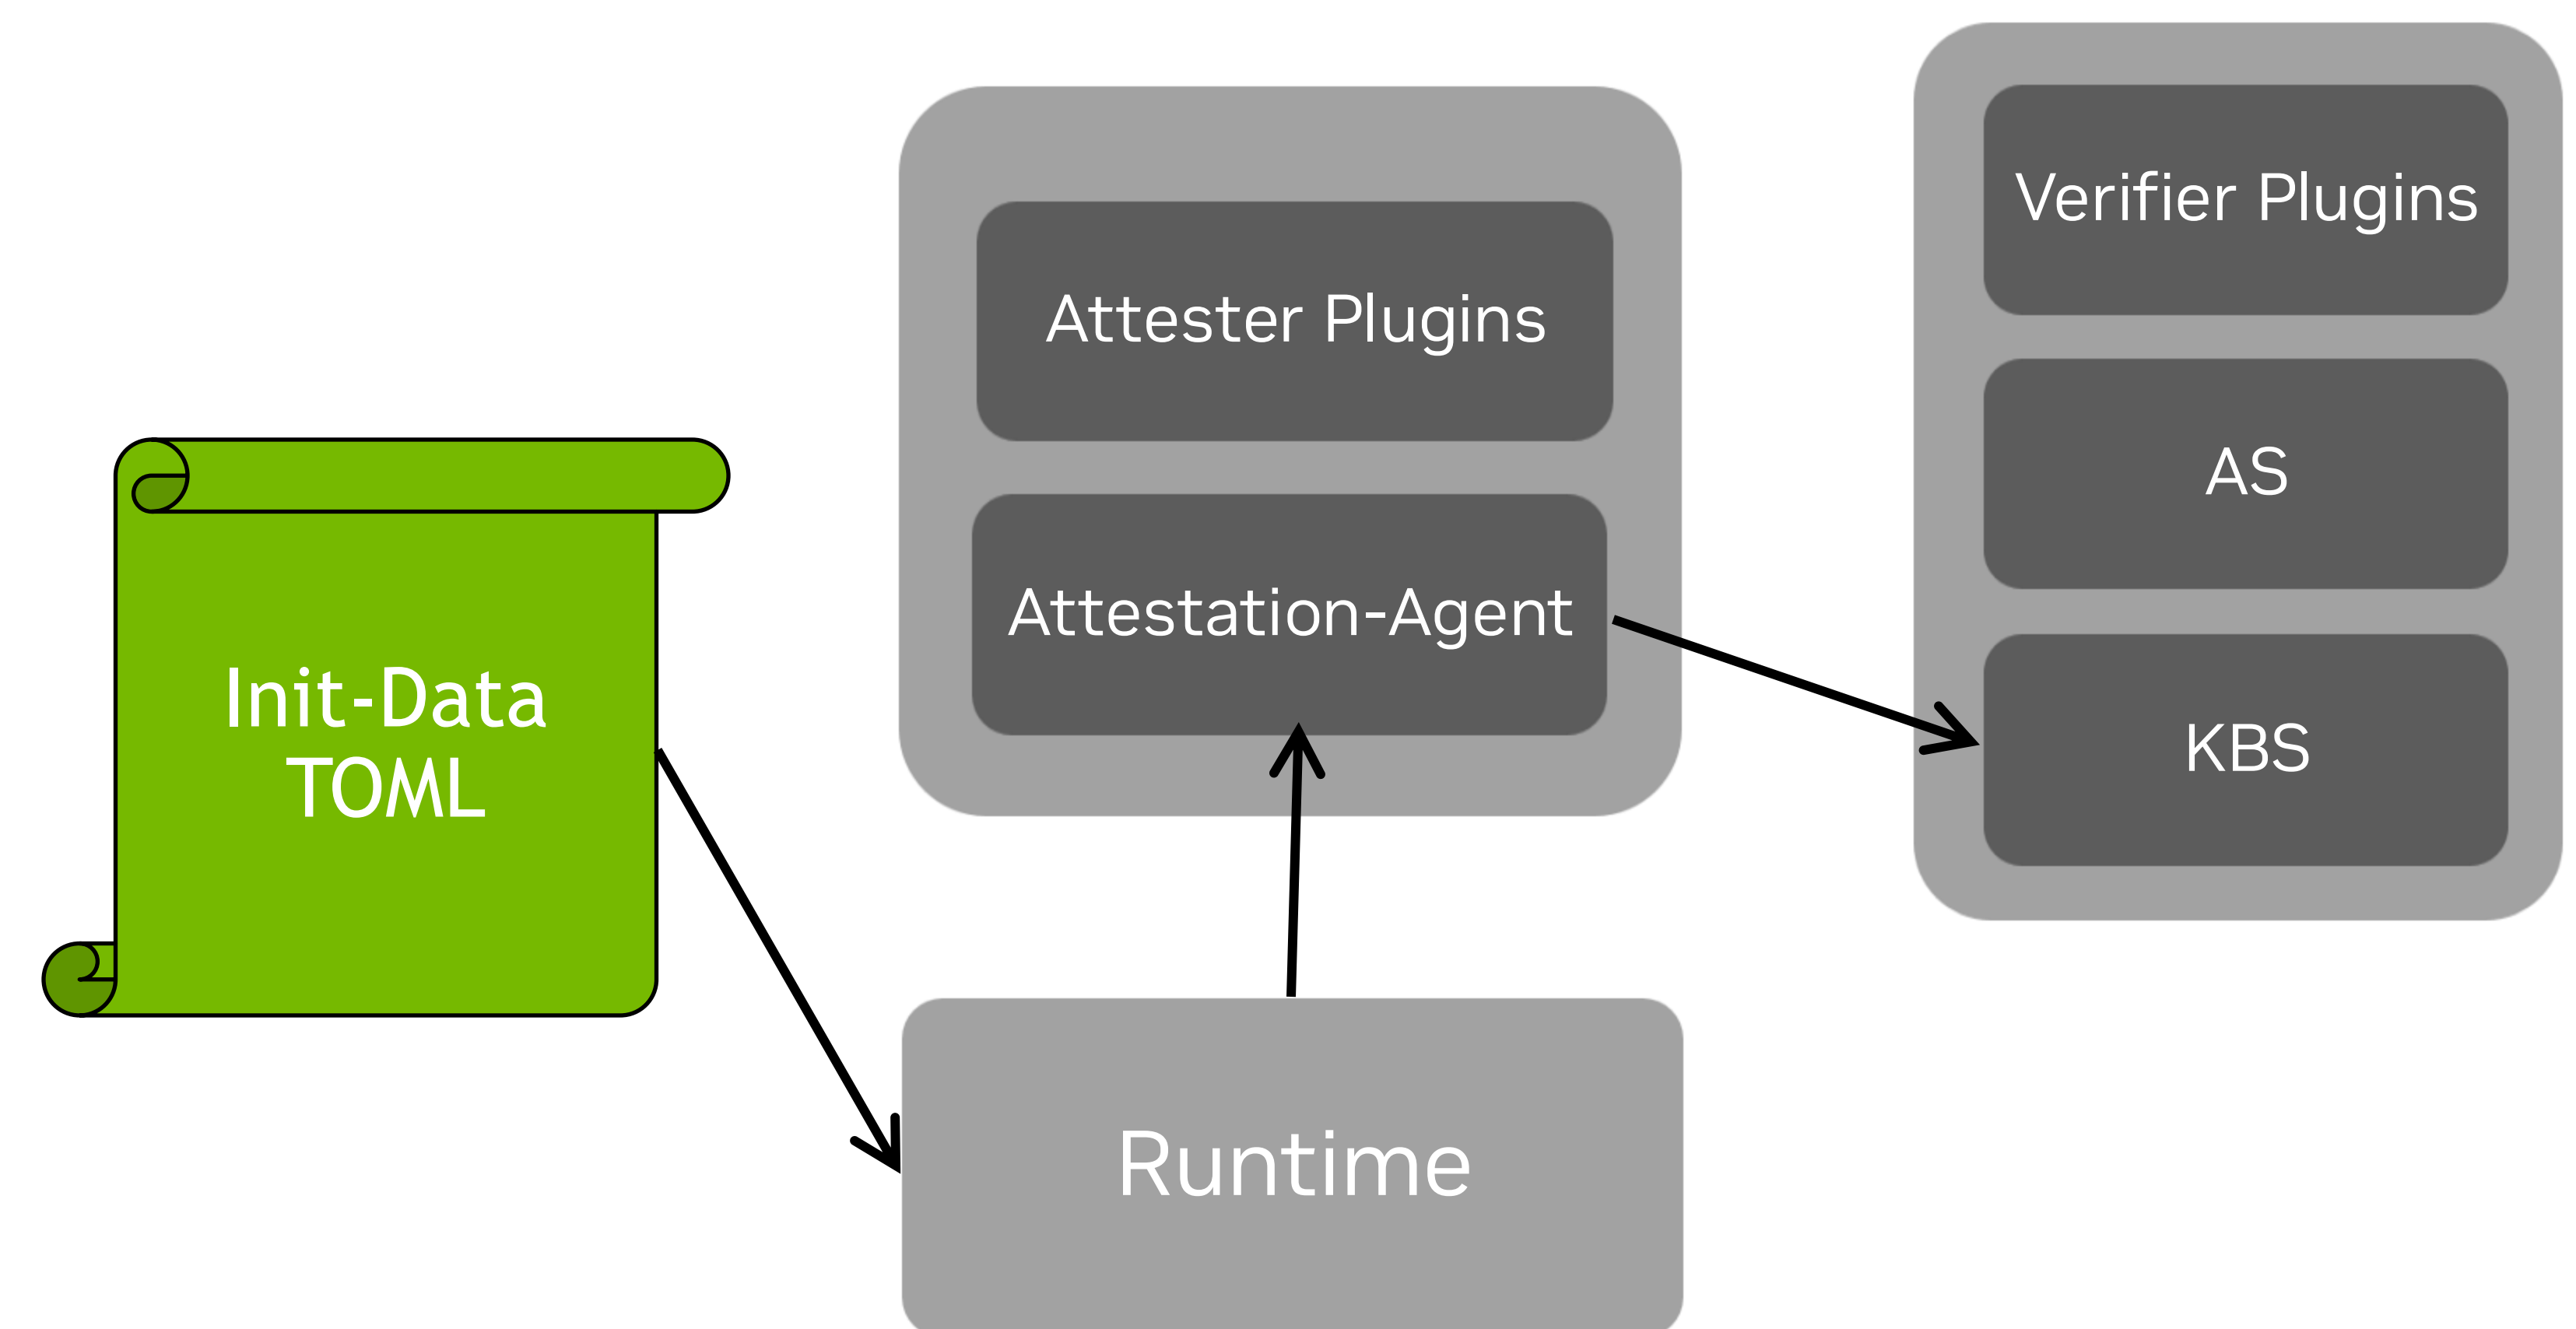 Init-Data
TOML
Attester Plugins
Attestation-Agent
Runtime
Verifier Plugins
AS
KBS